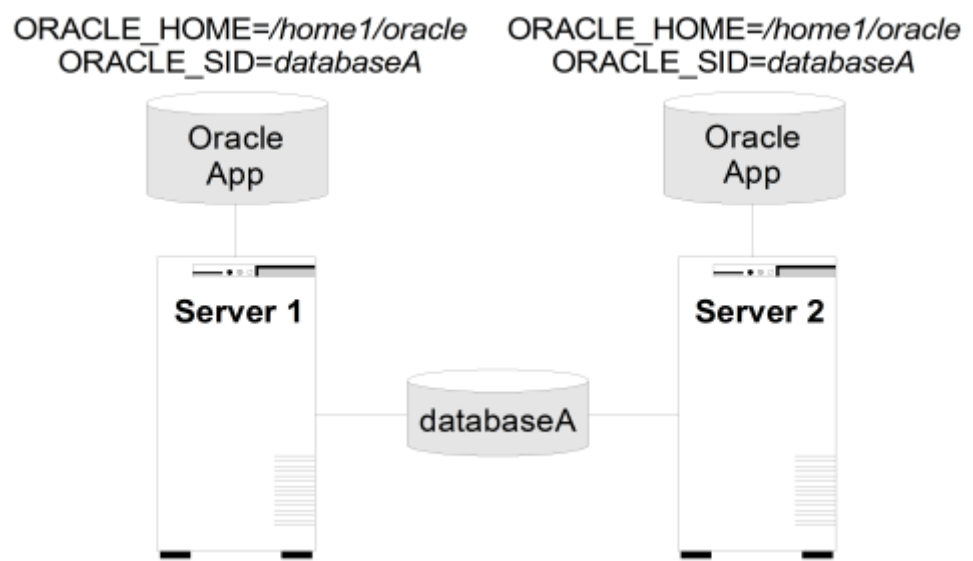 ORACLE_HOME=/home1/oracle
ORACLE_SID=databaseA
ORACLE_HOME=/home1/oracle
ORACLE_SID=databaseA
Oracle
App
Oracle
App
Server 1
Server 2
databaseA